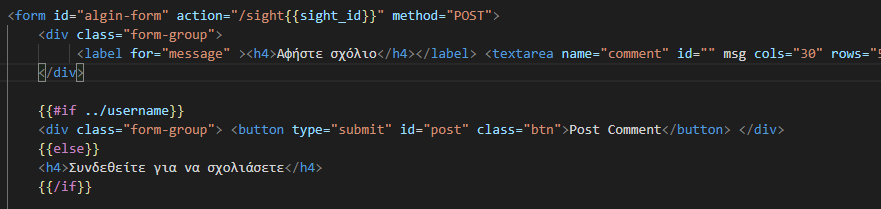 <form id="algin-form" action="/sight{{sight_id}}" method="POST">
<div class="form-group">
<label for="message" ><h4>Αφήστε σχόλιο</h4></label> <textarea name="comment" id="" msg cols="30" rows="5
</div>
{{#if ../username}}
<div class="form-group"> <button type="submit" id="post" class="btn">Post Comment</button> </div>
{{else}}
<h4>Συνδεθείτε για να σχολιάσετε</h4>
{{/if}}